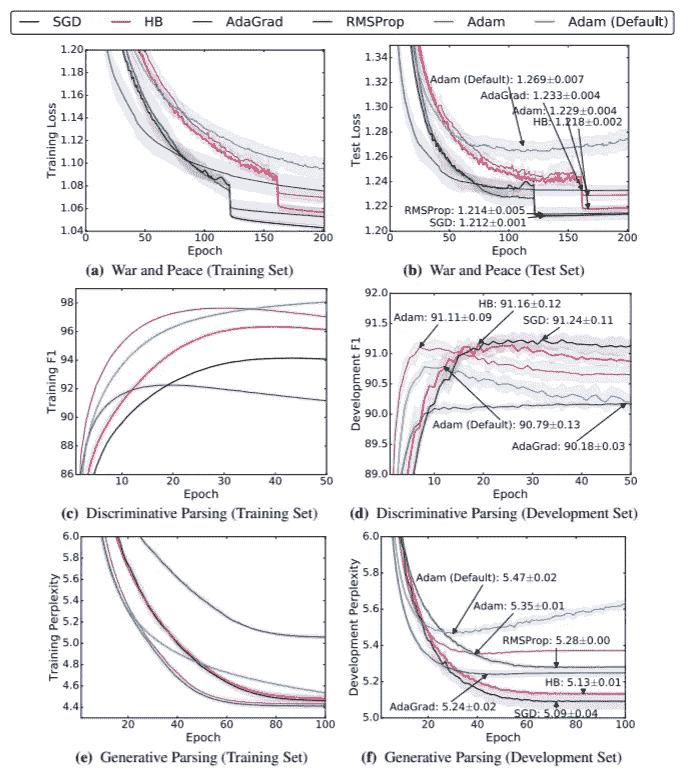 SGD HB AdaGrad RMSProp Adam Adam (Default)
1.20
1.18
1.16
1.14
1.12
1.10
1.08
1.06
1.04
Training Loss
0 50 100 150 200
Epoch
(a) War and Peace (Training Set)
1.34
1.32
1.30
1.28
1.26
1.24
1.22
1.20
Test Loss
Adam (Default): 1.269±0.007
AdaGrad: 1.233±0.004
Adam: 1.229±0.004
HB: 1.218±0.002
RMSProp: 1.214±0.005
SGD: 1.212±0.001
0 50 100 150 200
Epoch
(b) War and Peace (Test Set)
98
96
94
92
90
88
86
Training F1
10 20 30 40 50
Epoch
(c) Discriminative Parsing (Training Set)
92.0
91.5
91.0
90.5
90.0
89.5
89.0
Development F1
HB: 91.16±0.12
Adam: 91.11±0.09
SGD: 91.24±0.11
Adam (Default): 90.79±0.13
AdaGrad: 90.18±0.03
10 20 30 40 50
Epoch
(d) Discriminative Parsing (Development Set)
6.0
5.8
5.6
5.4
5.2
5.0
4.8
4.6
4.4
Training Perplexity
20 40 60 80 100
Epoch
(e) Generative Parsing (Training Set)
6.0
5.8
5.6
5.4
5.2
5.0
Development Perplexity
Adam (Default): 5.47±0.02
Adam: 5.35±0.01
RMSProp: 5.28±0.00
HB: 5.13±0.01
AdaGrad: 5.24±0.02
SGD: 5.09±0.04
20 40 60 80 100
Epoch
(f) Generative Parsing (Development Set)